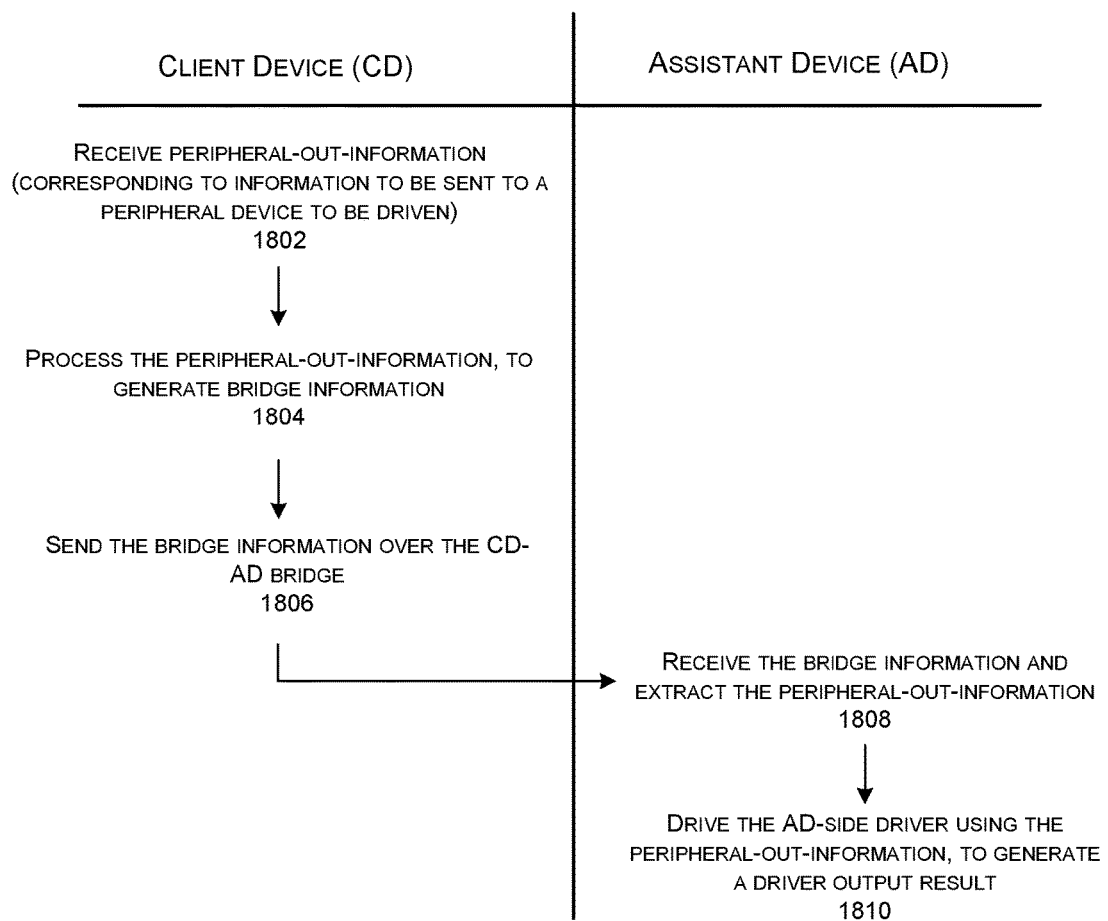 CLIENT DEVICE (CD)
ASSISTANT DEVICE (AD)
RECEIVE PERIPHERAL-OUT-INFORMATION
(CORRESPONDING TO INFORMATION TO BE SENT TO A
PERIPHERAL DEVICE TO BE DRIVEN)
1802
PROCESS THE PERIPHERAL-OUT-INFORMATION, TO
GENERATE BRIDGE INFORMATION
1804
SEND THE BRIDGE INFORMATION OVER THE CD-
AD BRIDGE
1806
RECEIVE THE BRIDGE INFORMATION AND
EXTRACT THE PERIPHERAL-OUT-INFORMATION
1808
DRIVE THE AD-SIDE DRIVER USING THE
PERIPHERAL-OUT-INFORMATION, TO GENERATE
A DRIVER OUTPUT RESULT
1810